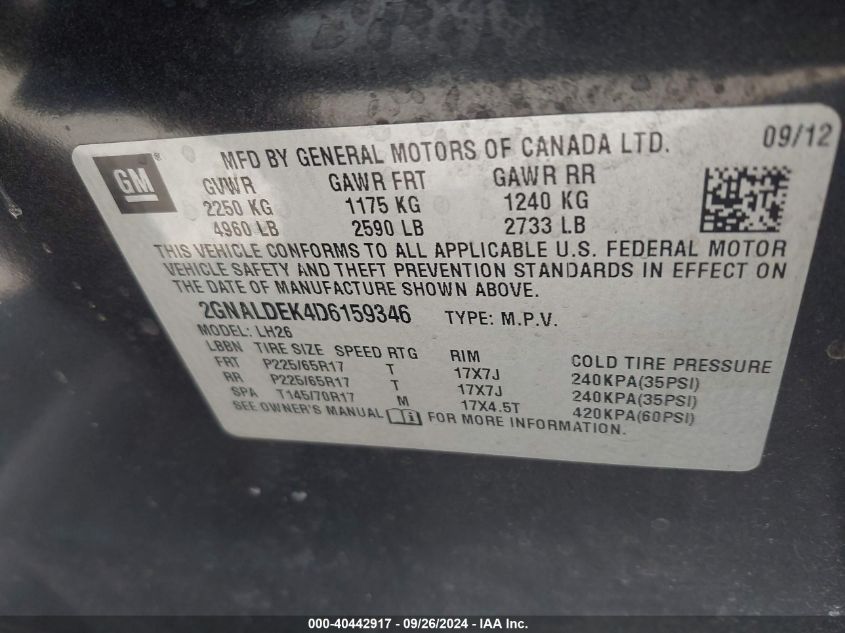 GM ® MFD BY GENERAL MOTORS OF CANADA LTD. 09/12
GVWR GAWR FRT GAWR RR
2250 KG 1175 KG 1240 KG
4960 LB 2590 LB 2733 LB
THIS VEHICLE CONFORMS TO ALL APPLICABLE U.S. FEDERAL MOTOR
VEHICLE SAFETY AND THEFT PREVENTION STANDARDS IN EFFECT ON
THE DATE OF MANUFACTURE SHOWN ABOVE.
2GNALDEK4D6159346 TYPE: M.P.V.
MODEL: LH26
LBBN TIRE SIZE SPEED RTG RIM COLD TIRE PRESSURE
FRT P225/65R17 T 17X7J 240KPA(35PSI)
RR P225/65R17 T 17X7J 240KPA(35PSI)
SPA T145/70R17 M 17X4.5T 420KPA(60PSI)
SEE OWNER'S MANUAL FOR MORE INFORMATION.
000-40442917 - 09/26/2024 - IAA Inc.